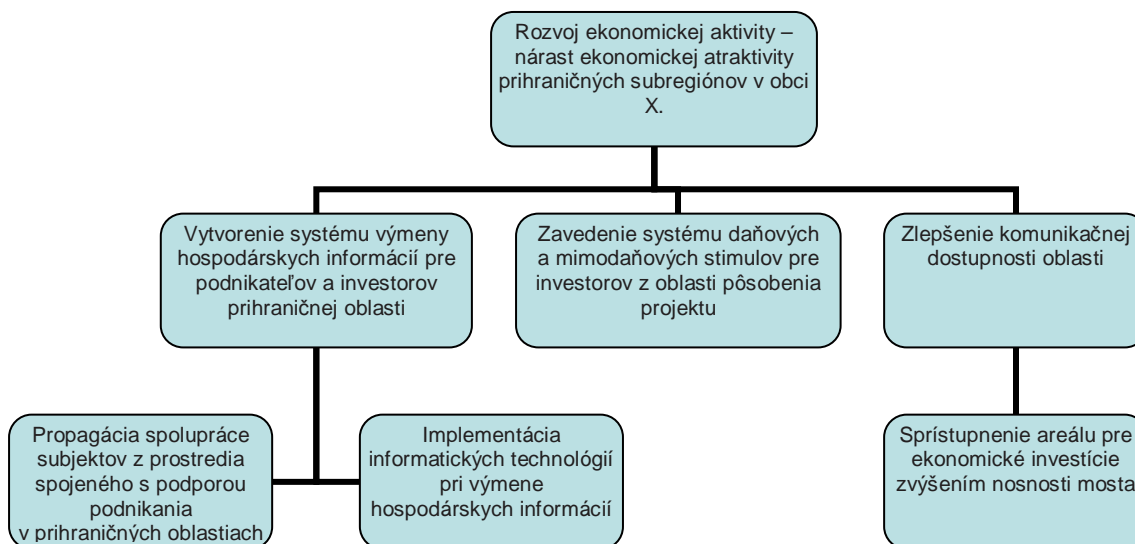 Rozvoj ekonomickej aktivity –
nárast ekonomickej atraktivity
prihraničných subregiónov v obci
X.
Vytvorenie systému výmeny
hospodárskych informácií pre
podnikateľov a investorov
prihraničnej oblasti
Zavedenie systému daňových
a mimodaňových stimulov pre
investorov z oblasti pôsobenia
projektu
Zlepšenie komunikačnej
dostupnosti oblasti
Propagácia spolupráce
subjektov z prostredia
spojeného s podporou
podnikania
v prihraničných oblastiach
Implementácia
informatických technológií
pri výmene
hospodárskych informácií
Sprístupnenie areálu pre
ekonomické investície
zvýšením nosnosti mosta